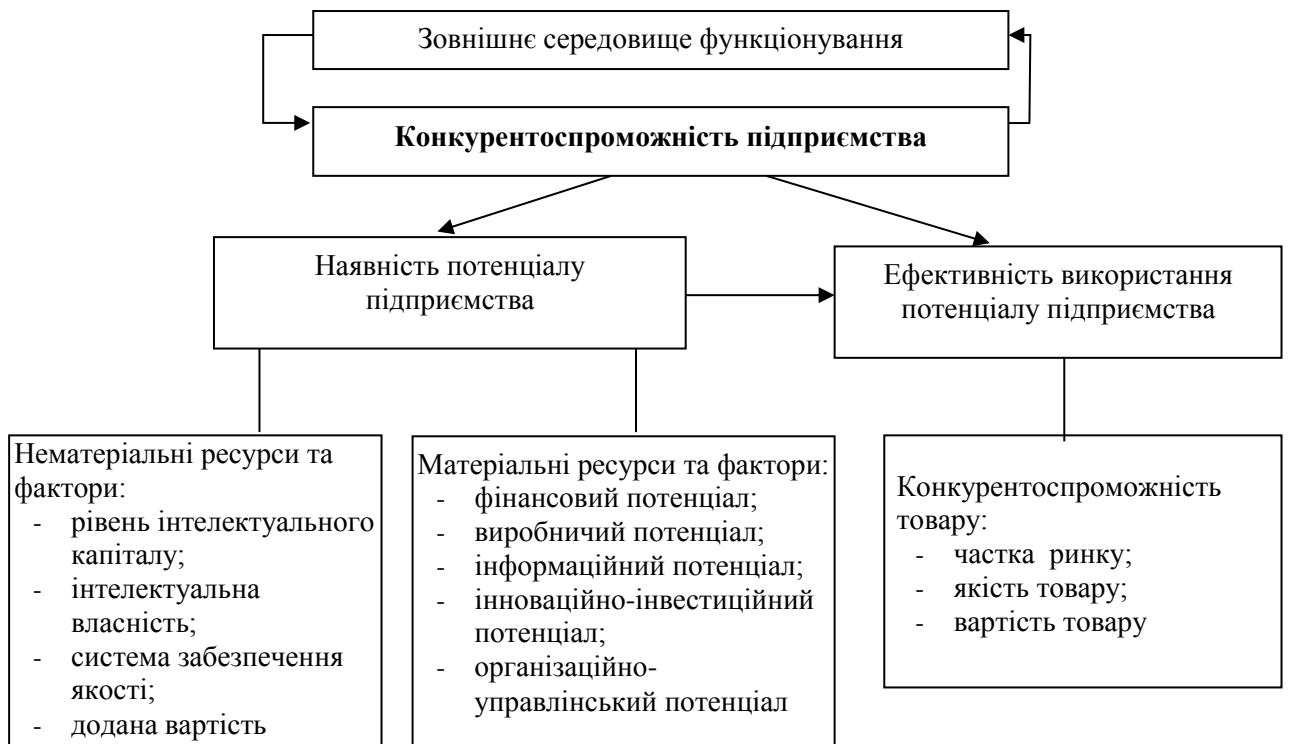 Зовнішнє середовище функціонування
Конкурентоспроможність підприємства
Наявність потенціалу
підприємства
Ефективність використання
потенціалу підприємства
Нематеріальні ресурси та
фактори:
- рівень інтелектуального
капіталу;
- інтелектуальна
власність;
- система забезпечення
якості;
- додана вартість
Матеріальні ресурси та фактори:
- фінансовий потенціал;
- виробничий потенціал;
- інформаційний потенціал;
- інноваційно-інвестиційний
потенціал;
- організаційно-
управлінський потенціал
Конкурентоспроможність
товару:
- частка ринку;
- якість товару;
- вартість товару